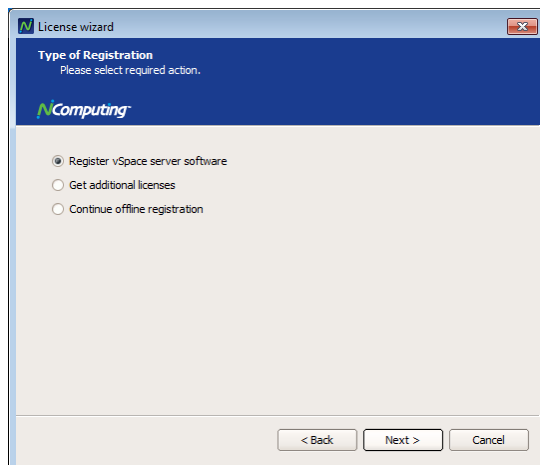 License wizard
Type of Registration
Please select required action.
NComputing
Register vSpace server software
Get additional licenses
Continue offline registration
< Back Next > Cancel